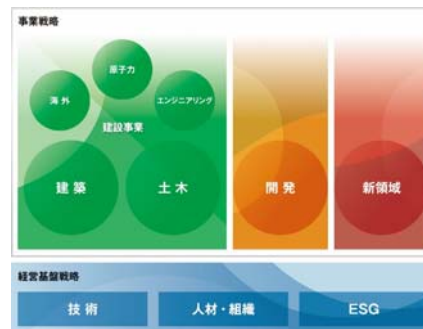 事業戦略
原子力
海外
エンジニアリング
建設事業
建築
土木
開発
新領域
経営基盤戦略
技術
人材・組織
ESG